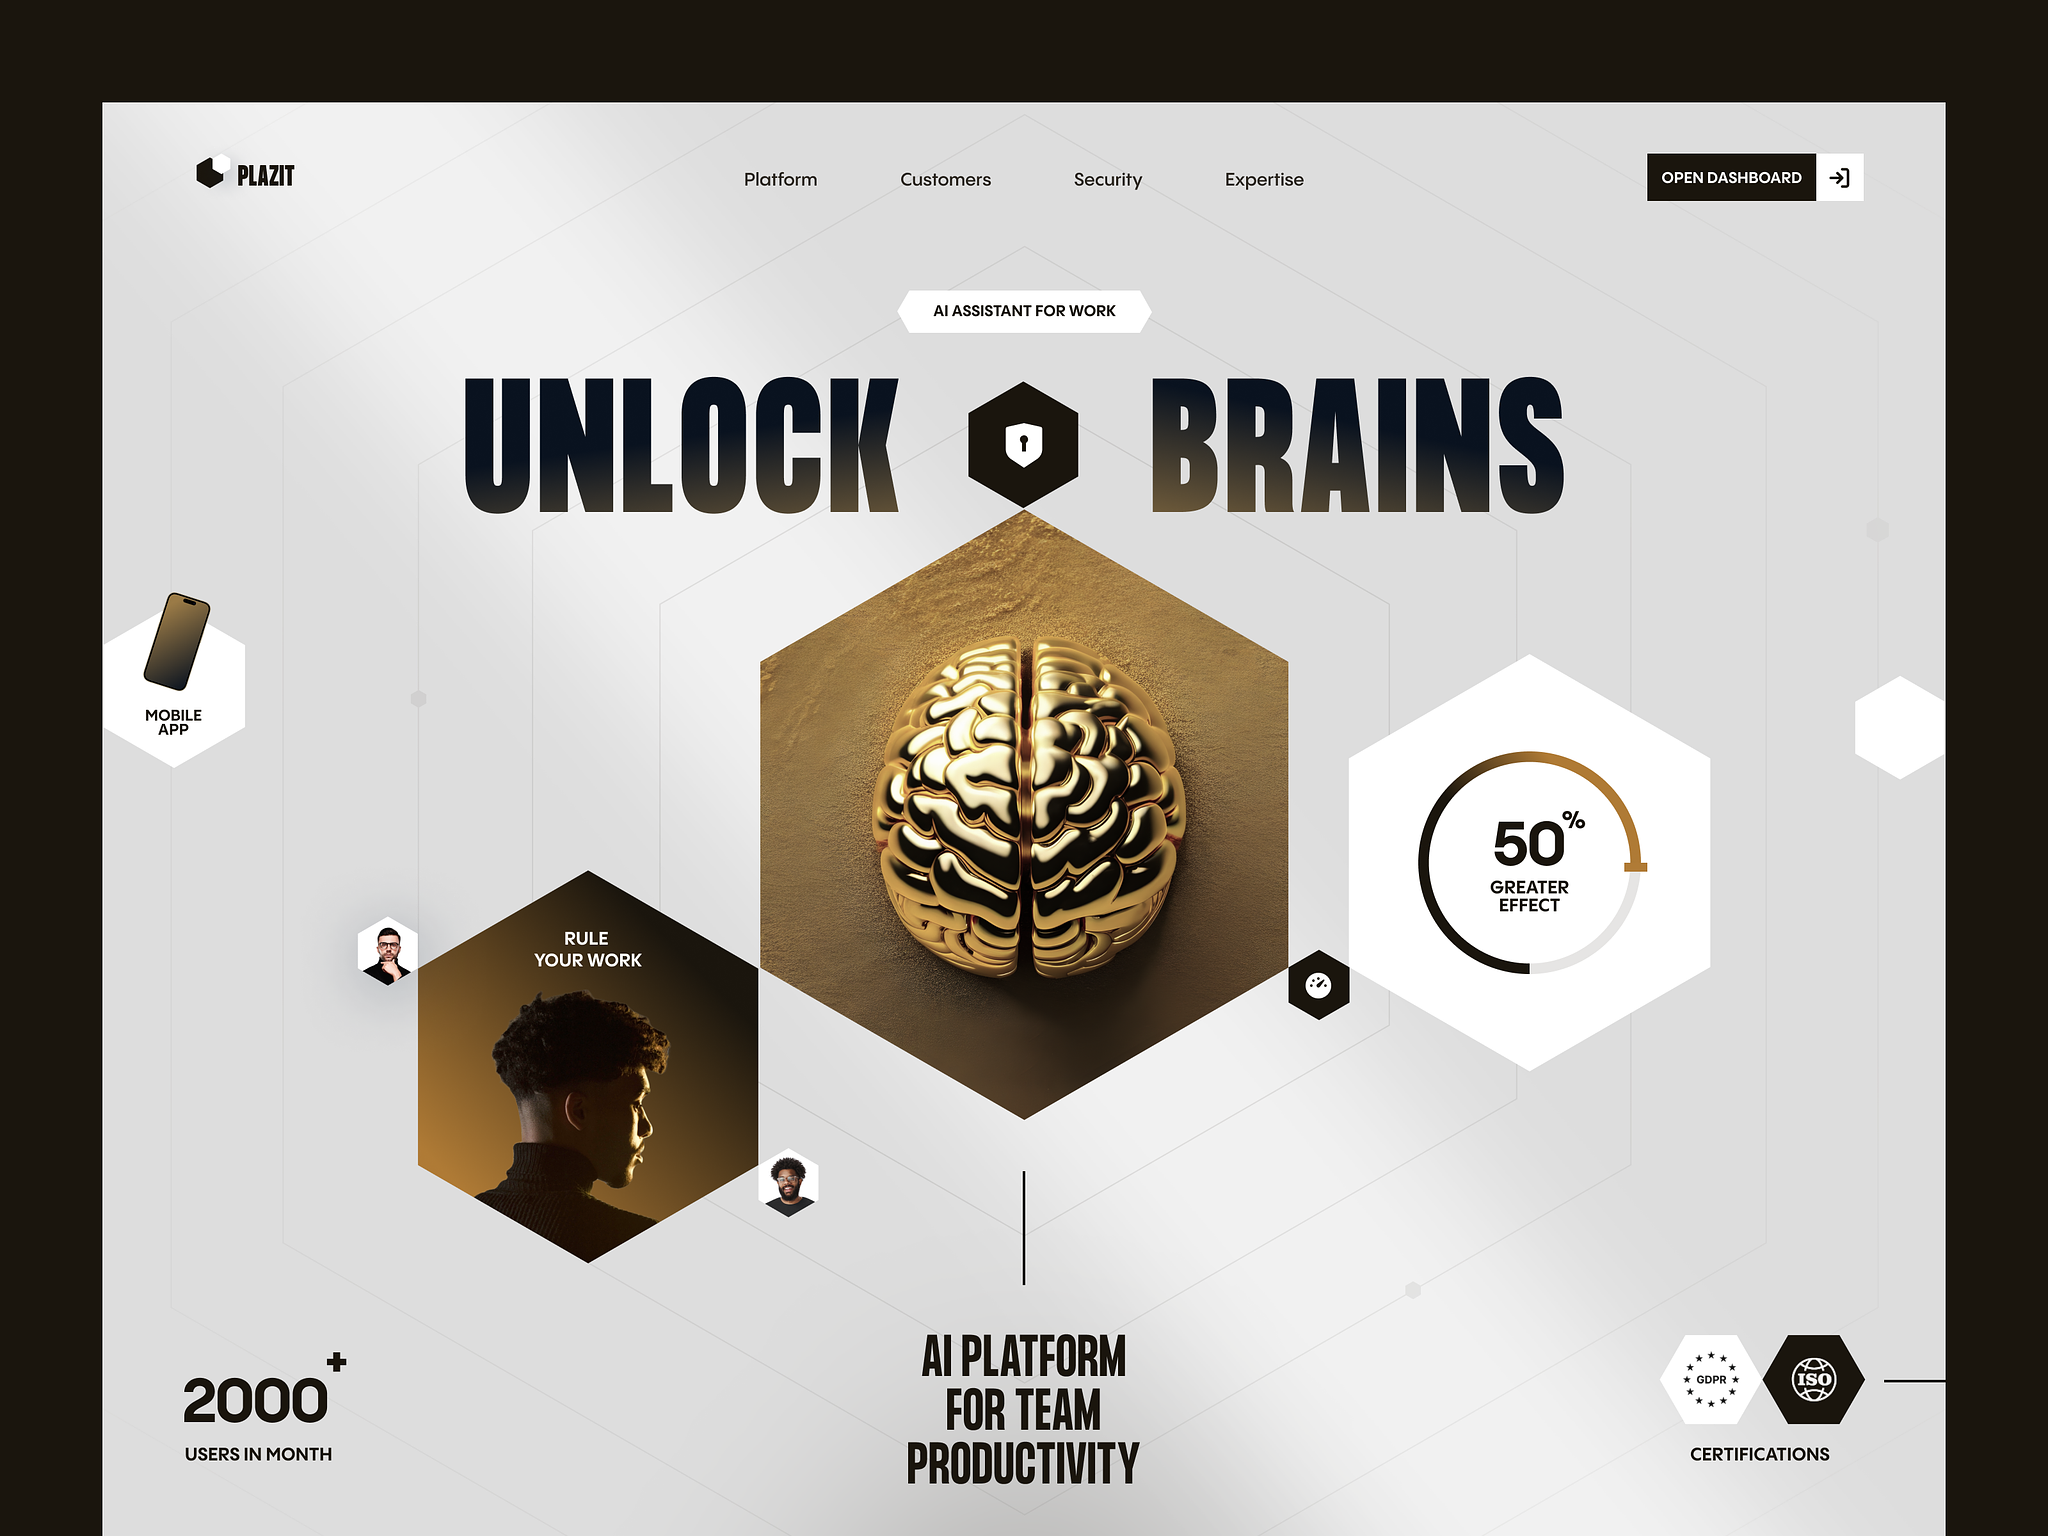 PLAZIT
Platform
Customers
Security
Expertise
OPEN DASHBOARD
AI ASSISTANT FOR WORK
UNLOCK BRAINS
MOBILE
APP
50%
GREATER
EFFECT
RULE
YOUR WORK
2000+
USERS IN MONTH
AI PLATFORM
FOR TEAM
PRODUCTIVITY
GDPR
ISO
CERTIFICATIONS